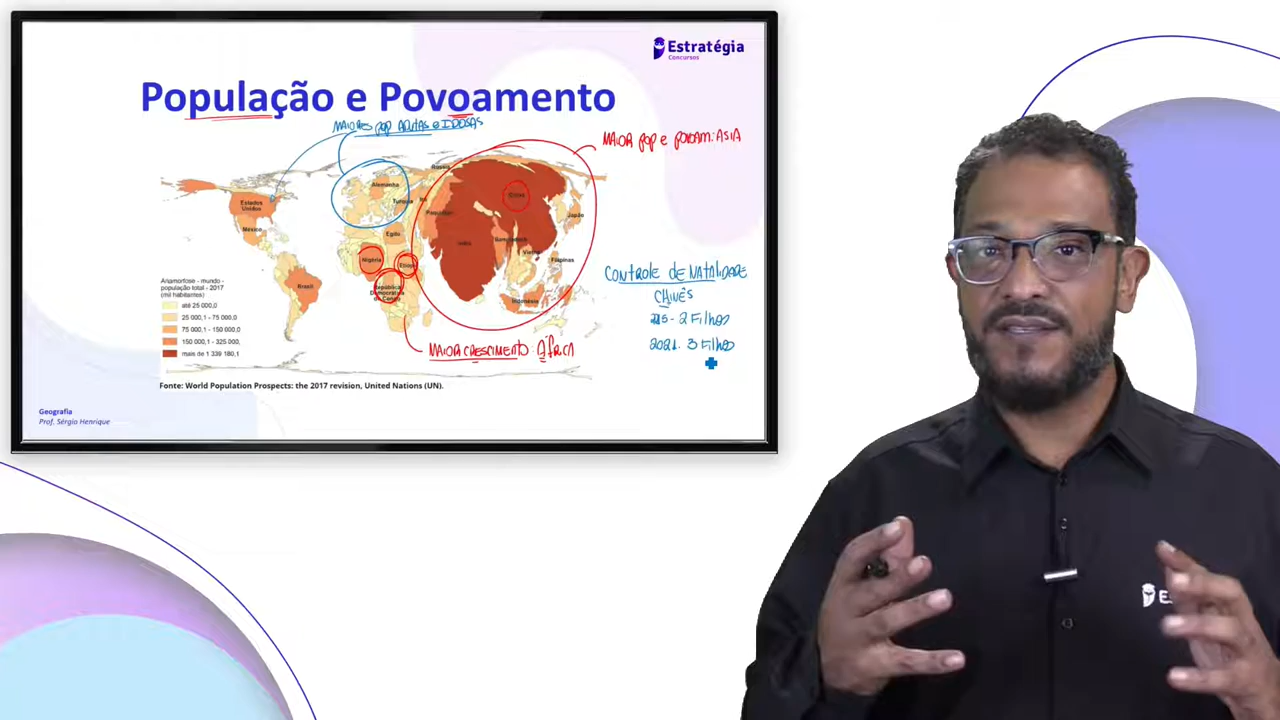 Estratégia
Concursos
População e Povoamento
MAIORES POP ADULTAS E IDOSAS
MAIOR POP E POVOAM: ÁSIA
Rússia
Alemanha
Estados
Unidos
Turquia
Irã
China
Paquistão
Japão
México
Egito
Índia
Bangladesh
Vietnã
Nigéria
Etiópia
Filipinas
Brasil
República
Democrática
do Congo
Indonésia
Anamorfose - mundo -
população total - 2017
(mil habitantes)
até 25 000,0
25 000,1 - 75 000,0
75 000,1 - 150 000,0
150 000,1 - 325 000,
mais de 1 339 180,1
CONTROLE DE NATALIDADE
CHINÊS
2 Filhos
2021. 3 Filhos
MAIOR CRESCIMENTO: ÁFRICA
Fonte: World Population Prospects: the 2017 revision, United Nations (UN).
Geografia
Prof. Sérgio Henrique